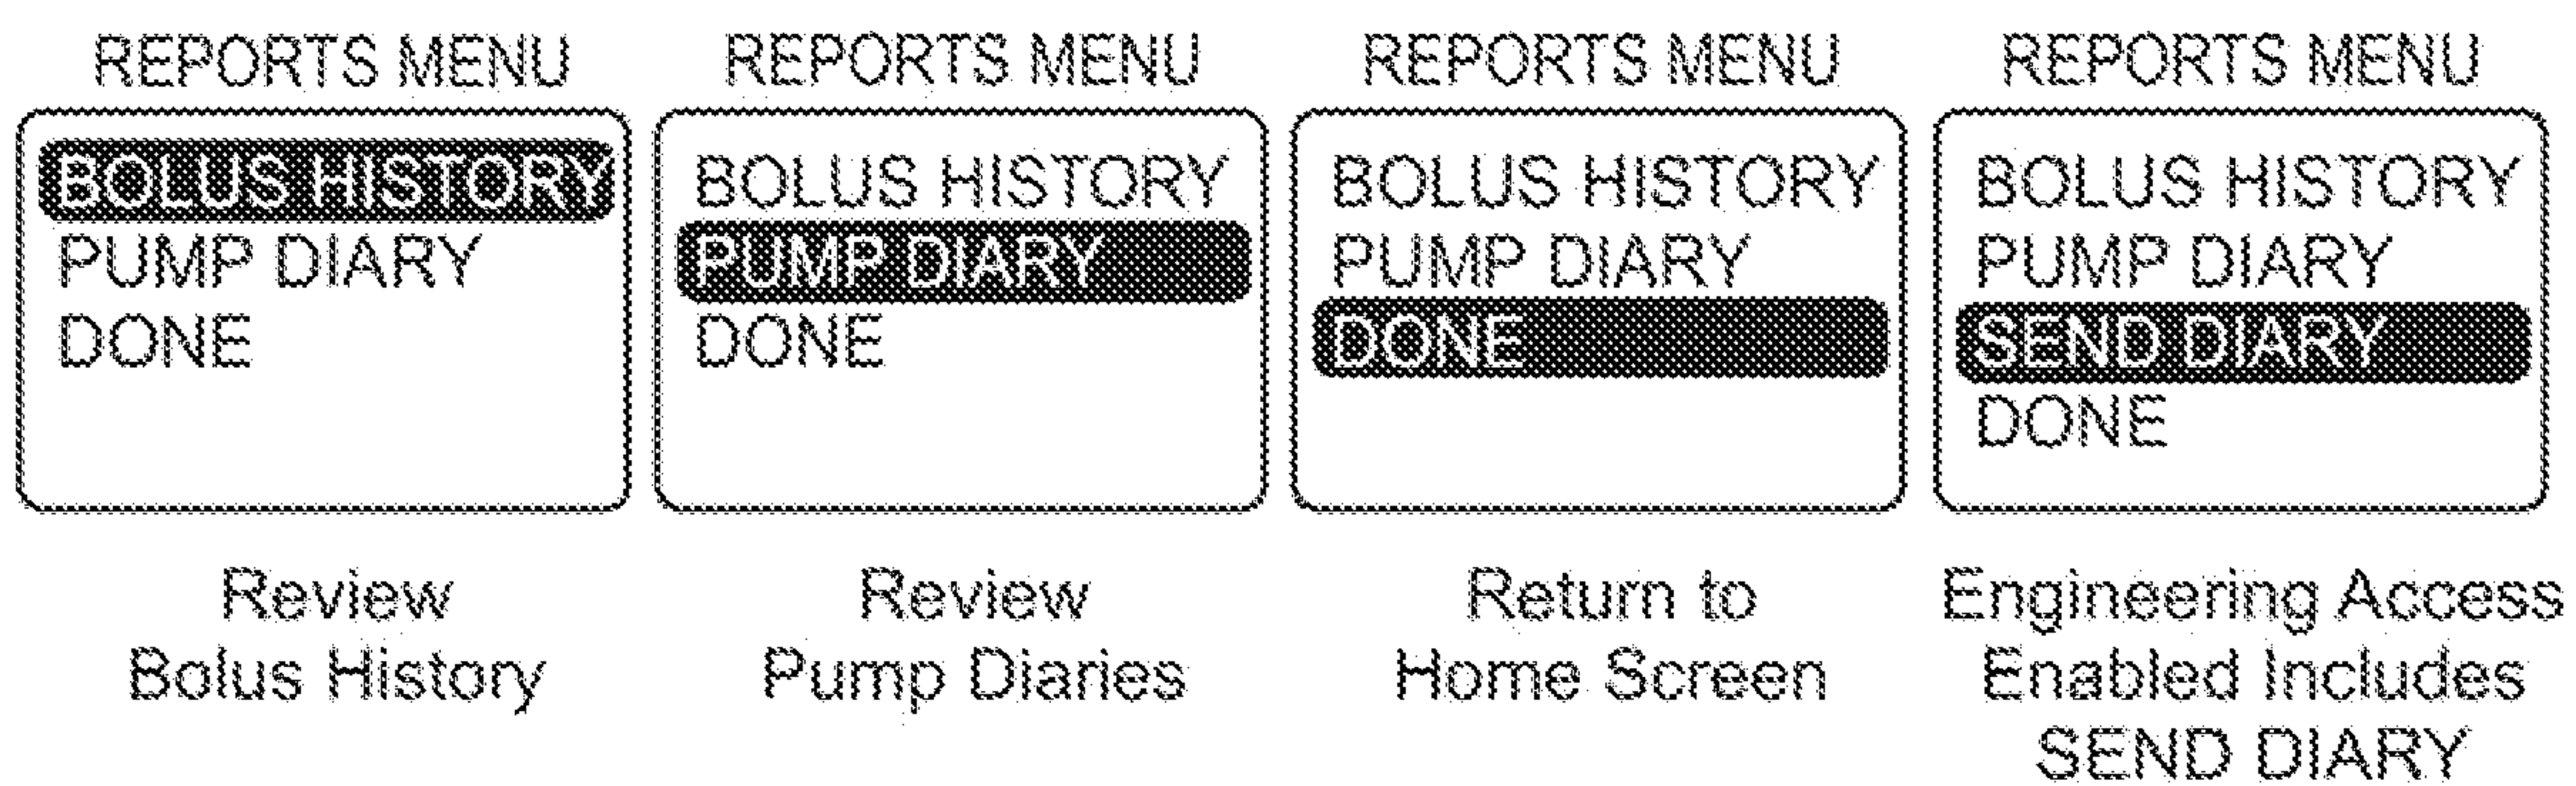 REPORTS MENU
BOLUS HISTORY
PUMP DIARY
DONE
Review
Bolus History
REPORTS MENU
BOLUS HISTORY
PUMP DIARY
DONE
Review
Pump Diaries
REPORTS MENU
BOLUS HISTORY
PUMP DIARY
DONE
Return to
Home Screen
REPORTS MENU
BOLUS HISTORY
PUMP DIARY
SEND DIARY
DONE
Engineering Access
Enabled Includes
SEND DIARY